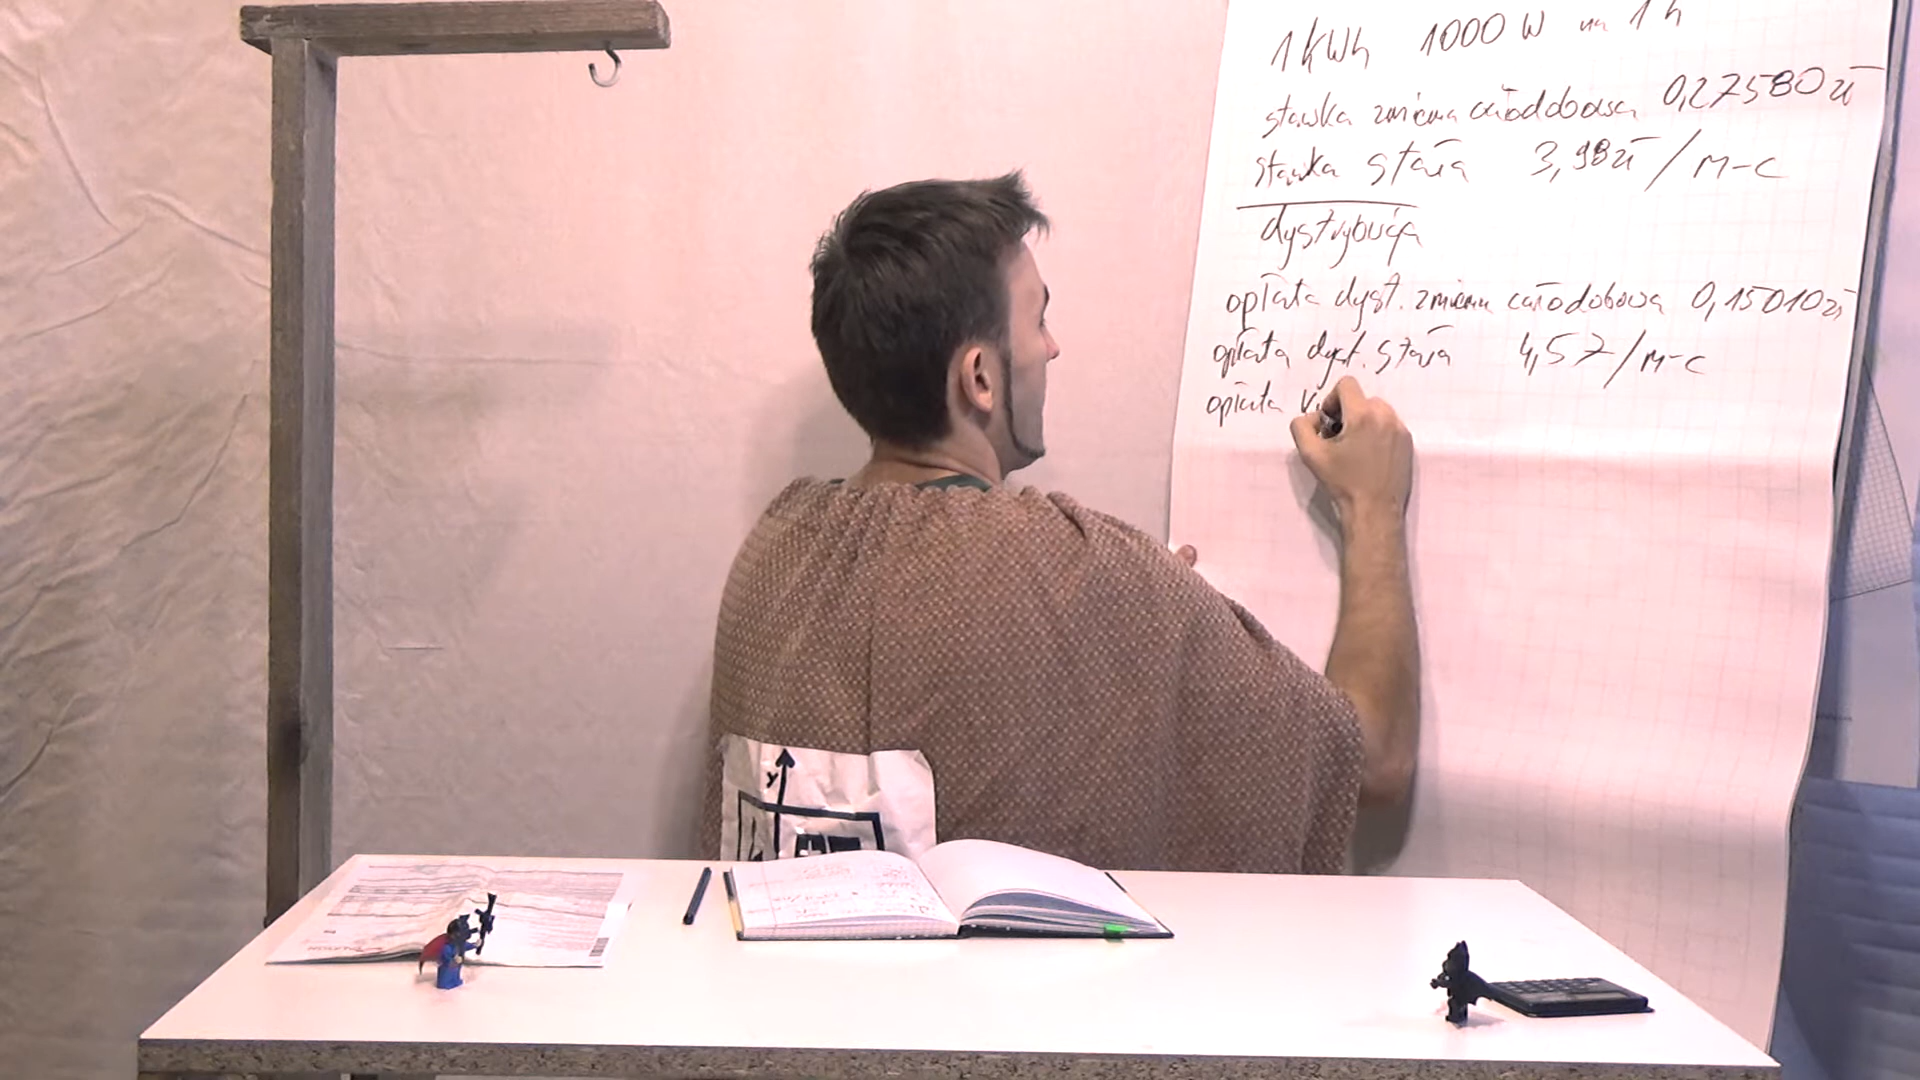 1 kWh 1000 W na 1 h
stawka zmienna całodobowa 0,27580 zł
stawka stała 3,98 zł / m-c
dystrybucja
opłata dyst. zmienna całodobowa 0,15010 zł
opłata dyst. stała 4,57 / m-c
opłata
y